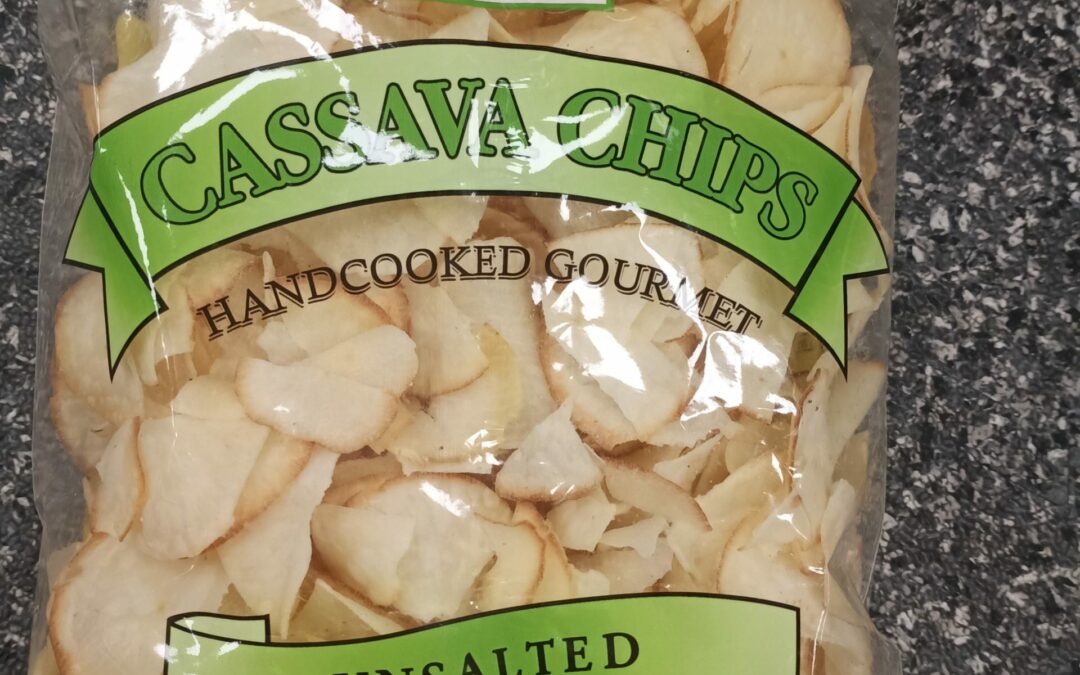 CASSAVA CHIPS
HANDCOOKED GOURMET
UNSALTED